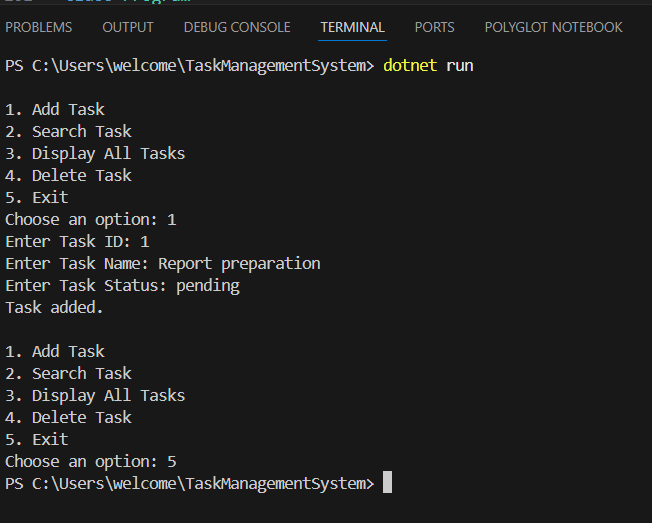 PROBLEMS OUTPUT DEBUG CONSOLE TERMINAL PORTS POLYGLOT NOTEBOOK
PS C:\Users\welcome\TaskManagementSystem> dotnet run
1. Add Task
2. Search Task
3. Display All Tasks
4. Delete Task
5. Exit
Choose an option: 1
Enter Task ID: 1
Enter Task Name: Report preparation
Enter Task Status: pending
Task added.
1. Add Task
2. Search Task
3. Display All Tasks
4. Delete Task
5. Exit
Choose an option: 5
PS C:\Users\welcome\TaskManagementSystem>